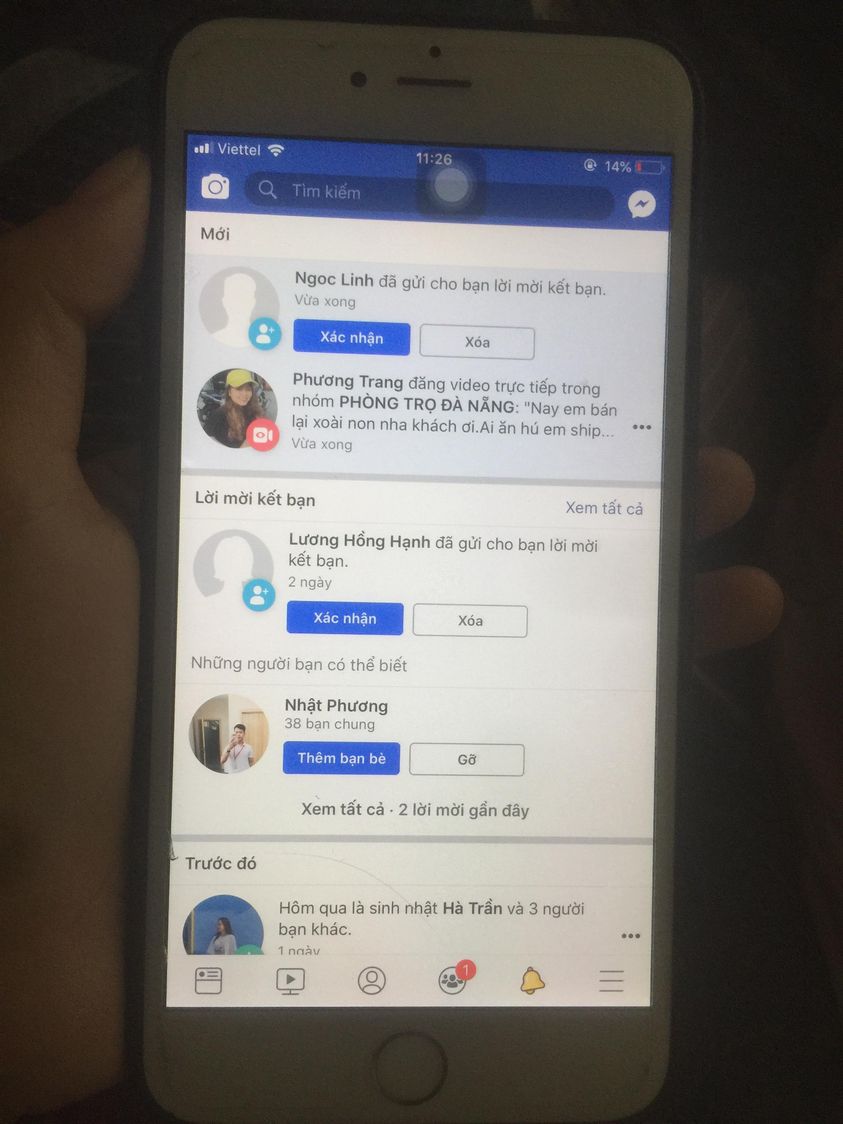 Viettel
11:26
14%
Tìm kiếm
Mới
Ngoc Linh đã gửi cho bạn lời mời kết bạn.
Vừa xong
Xác nhận
Xóa
Phương Trang đăng video trực tiếp trong
nhóm PHÒNG TRỌ ĐÀ NẴNG: "Nay em bán
lại xoài non nha khách ơi.Ai ăn hú em ship...
Vừa xong
Lời mời kết bạn
Xem tất cả
Lương Hồng Hạnh đã gửi cho bạn lời mời
kết bạn.
2 ngày
Xác nhận
Xóa
Những người bạn có thể biết
Nhật Phương
38 bạn chung
Thêm bạn bè
Gỡ
Xem tất cả · 2 lời mời gần đây
Trước đó
Hôm qua là sinh nhật Hà Trần và 3 người
bạn khác.
1 ngày
1